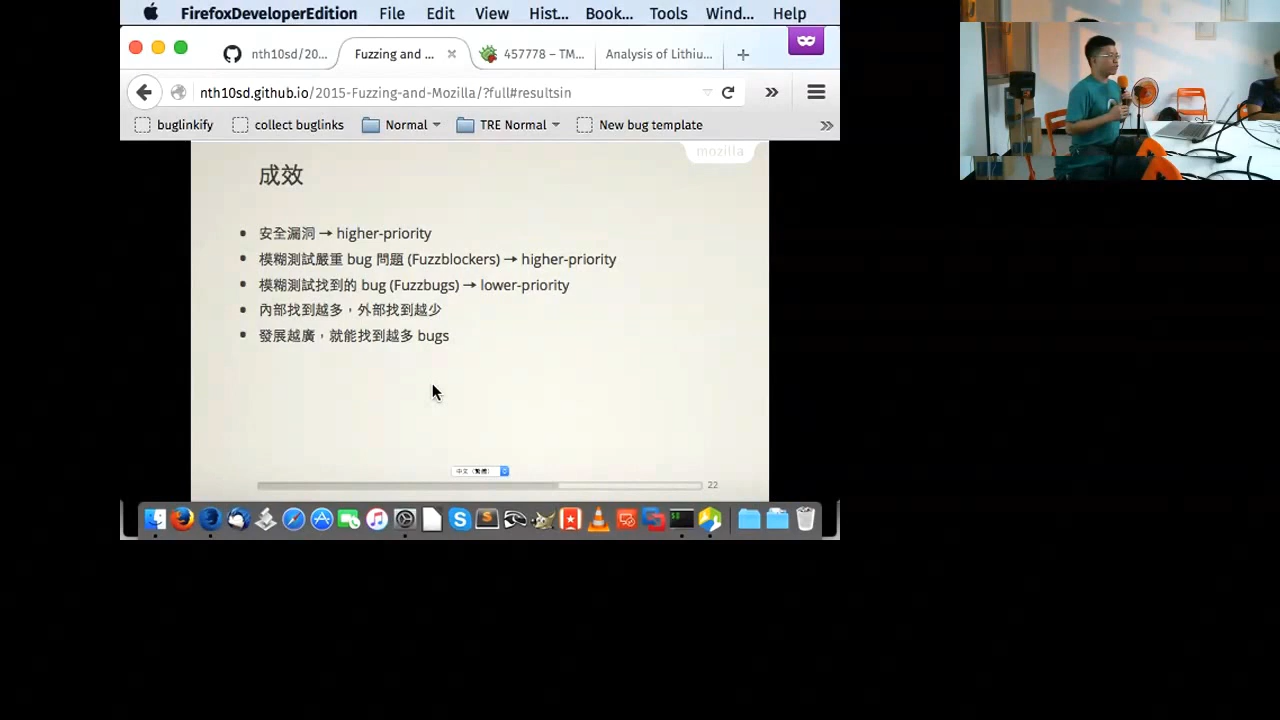 FirefoxDeveloperEdition File Edit View Hist... Book... Tools Wind... Help
nth10sd/20... Fuzzing and ... 457778 – TM... Analysis of Lithiu...
nth10sd.github.io/2015-Fuzzing-and-Mozilla/?full#resultsin
buglinkify collect buglinks Normal TRE Normal New bug template
mozilla
成效
安全漏洞 → higher-priority
模糊測試嚴重 bug 問題 (Fuzzblockers) → higher-priority
模糊測試找到的 bug (Fuzzbugs) → lower-priority
內部找到越多，外部找到越少
發展越廣，就能找到越多 bugs
中文 (繁體)
22